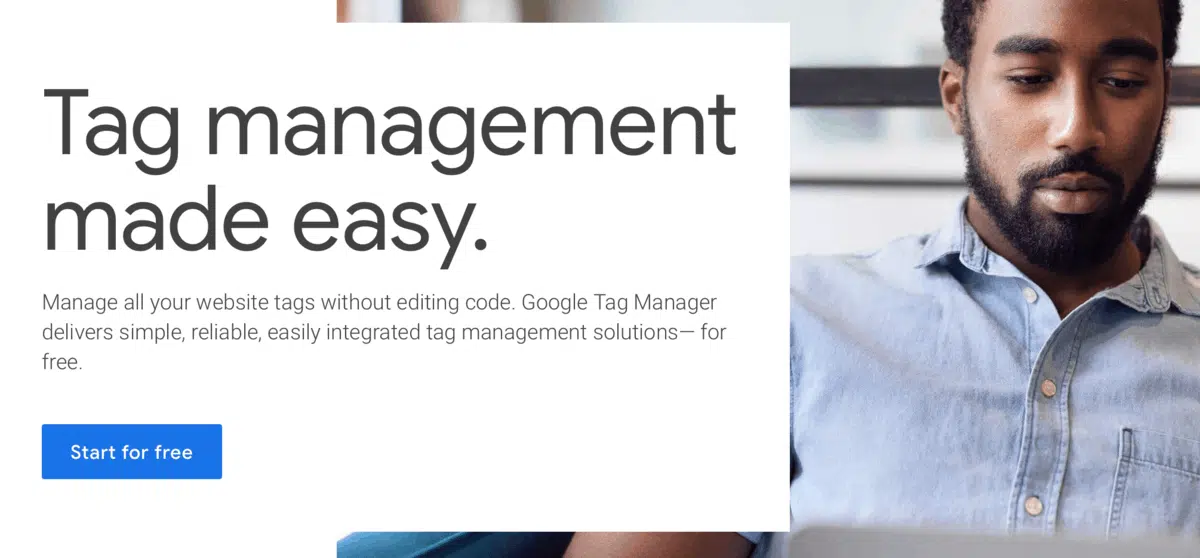 Tag management
made easy.
Manage all your website tags without editing code. Google Tag Manager
delivers simple, reliable, easily integrated tag management solutions— for
free.
Start for free